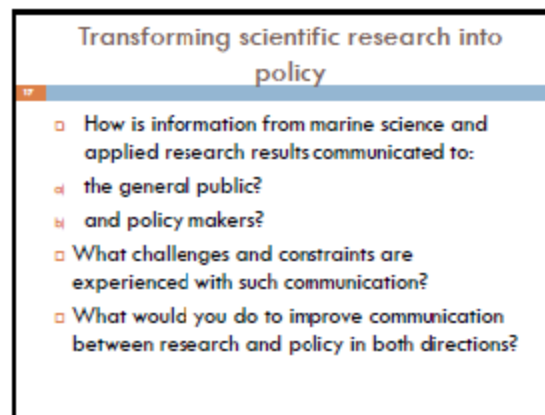 Transforming scientific research into
policy
17
□ How is information from marine science and
applied research results communicated to:
a) the general public?
b) and policy makers?
□ What challenges and constraints are
experienced with such communication?
□ What would you do to improve communication
between research and policy in both directions?